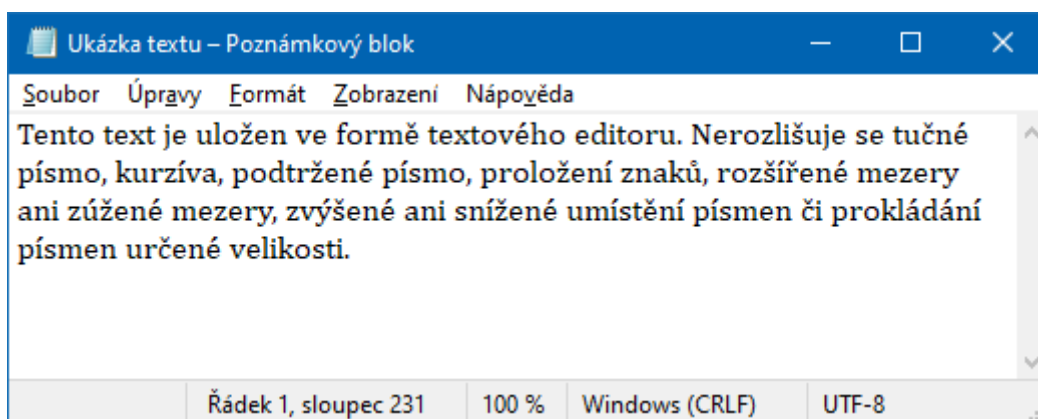 Ukázka textu – Poznámkový blok
Soubor Úpravy Formát Zobrazení Nápověda
Tento text je uložen ve formě textového editoru. Nerozlišuje se tučné
písmo, kurzíva, podtržené písmo, proložení znaků, rozšířené mezery
ani zúžené mezery, zvýšené ani snížené umístění písmen či prokládání
písmen určené velikosti.
Řádek 1, sloupec 231 100 % Windows (CRLF) UTF-8